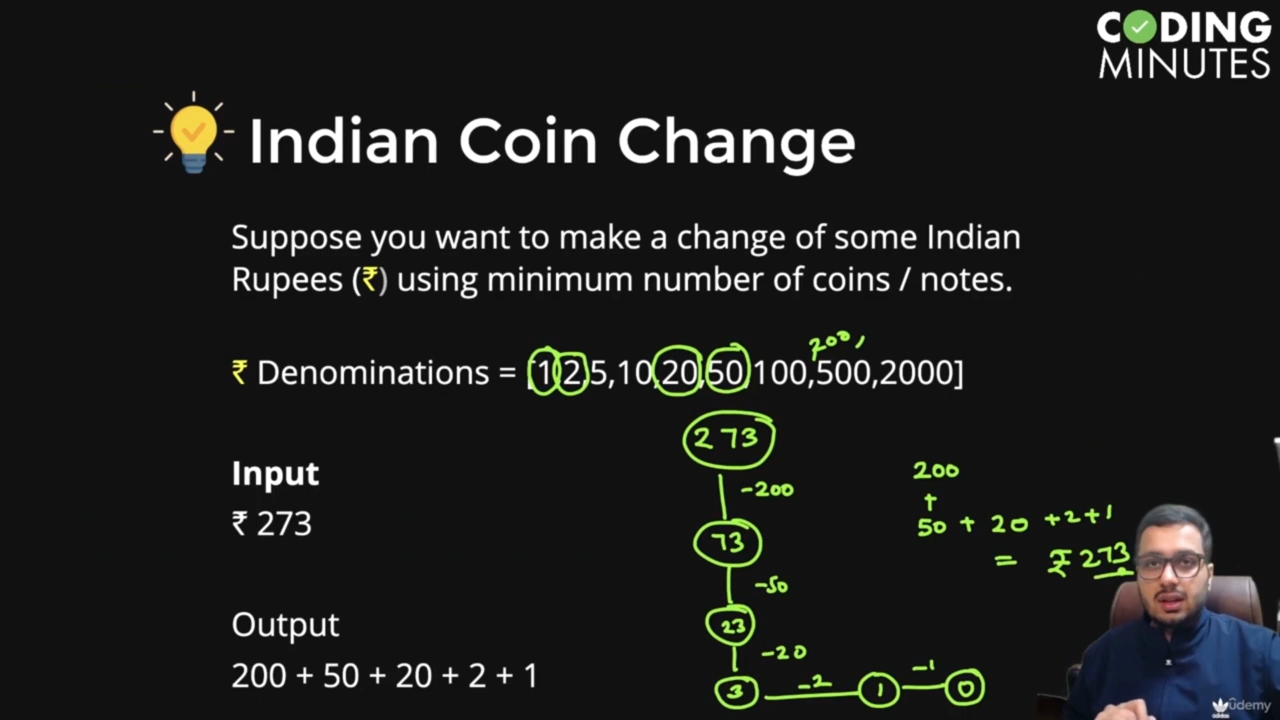 CODING
MINUTES
Indian Coin Change
Suppose you want to make a change of some Indian
Rupees (₹) using minimum number of coins / notes.
200,
₹ Denominations = [1,2,5,10,20,50,100,500,2000]
273
Input
₹ 273
-200
200
+
50 + 20 +2+1
= ₹ 273
73
-50
23
-20
Output
200 + 50 + 20 + 2 + 1
3 -2 1 -1 0
adidas
ûdemy